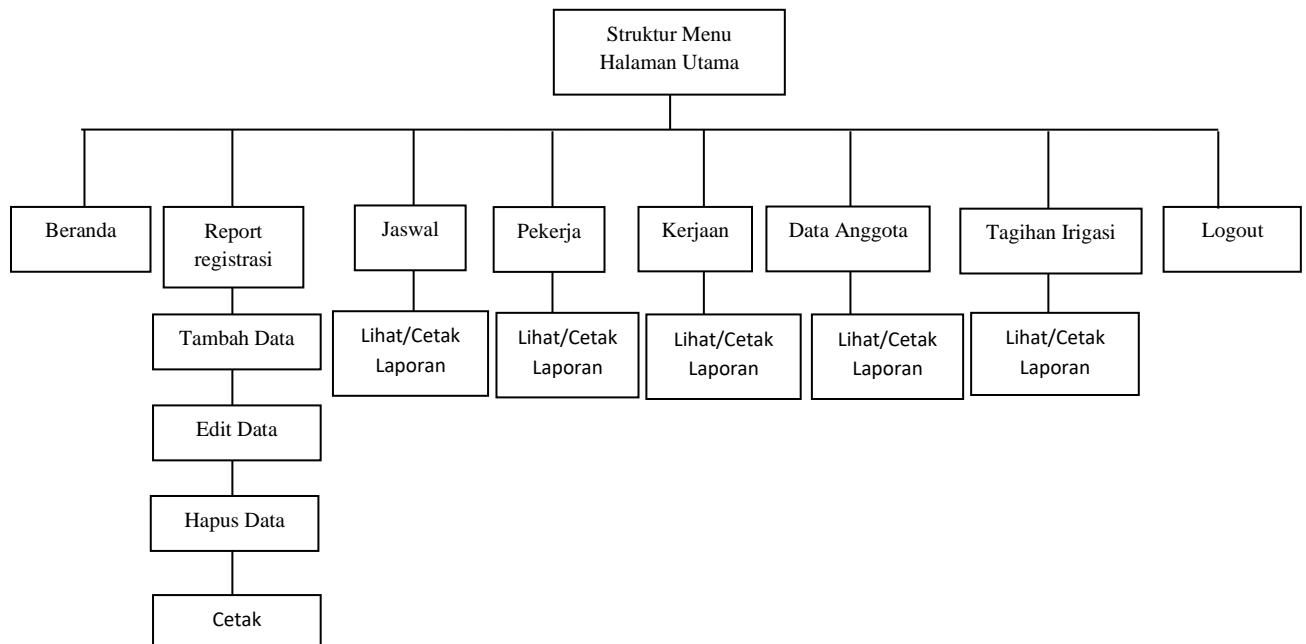 Struktur Menu
Halaman Utama
Beranda
Report
registrasi
Jaswal
Pekerja
Kerjaan
Data Anggota
Tagihan Irigasi
Logout
Tambah Data
Edit Data
Hapus Data
Cetak
Lihat/Cetak
Laporan
Lihat/Cetak
Laporan
Lihat/Cetak
Laporan
Lihat/Cetak
Laporan
Lihat/Cetak
Laporan